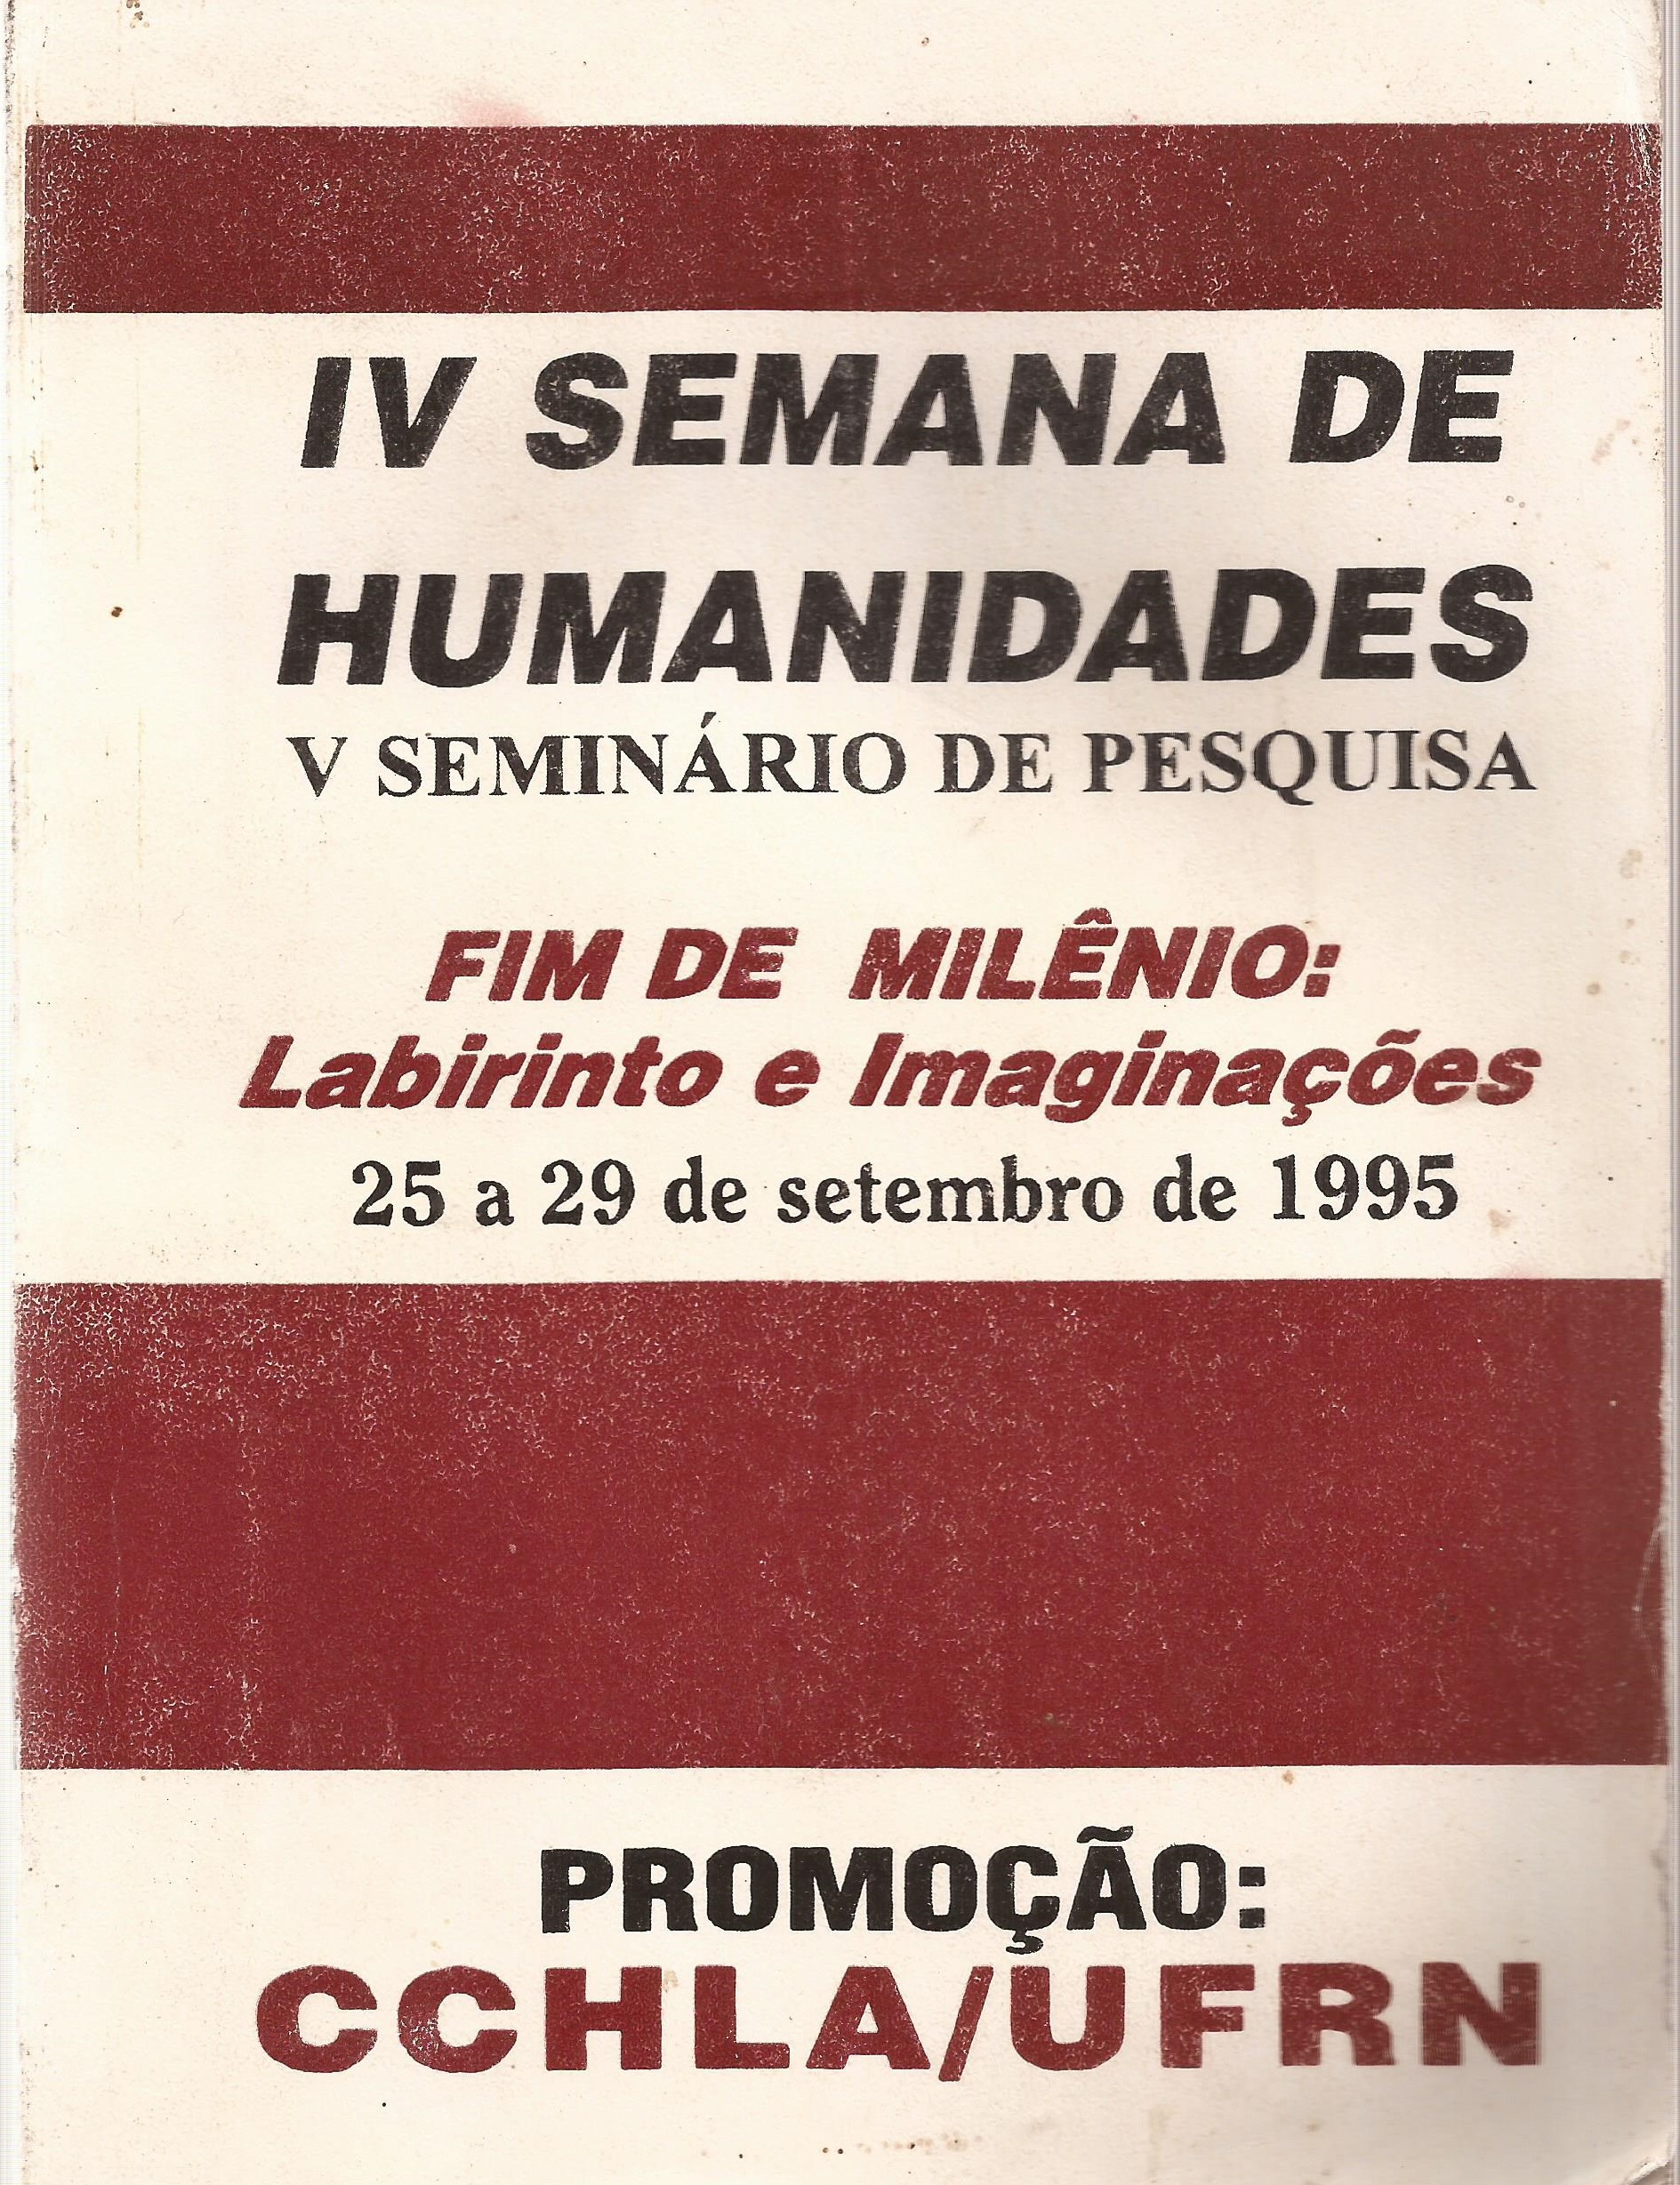 IV SEMANA DE
HUMANIDADES
V SEMINÁRIO DE PESQUISA
FIM DE MILÊNIO:
Labirinto e Imaginações
25 a 29 de setembro de 1995
PROMOÇÃO:
CCHLA/UFRN